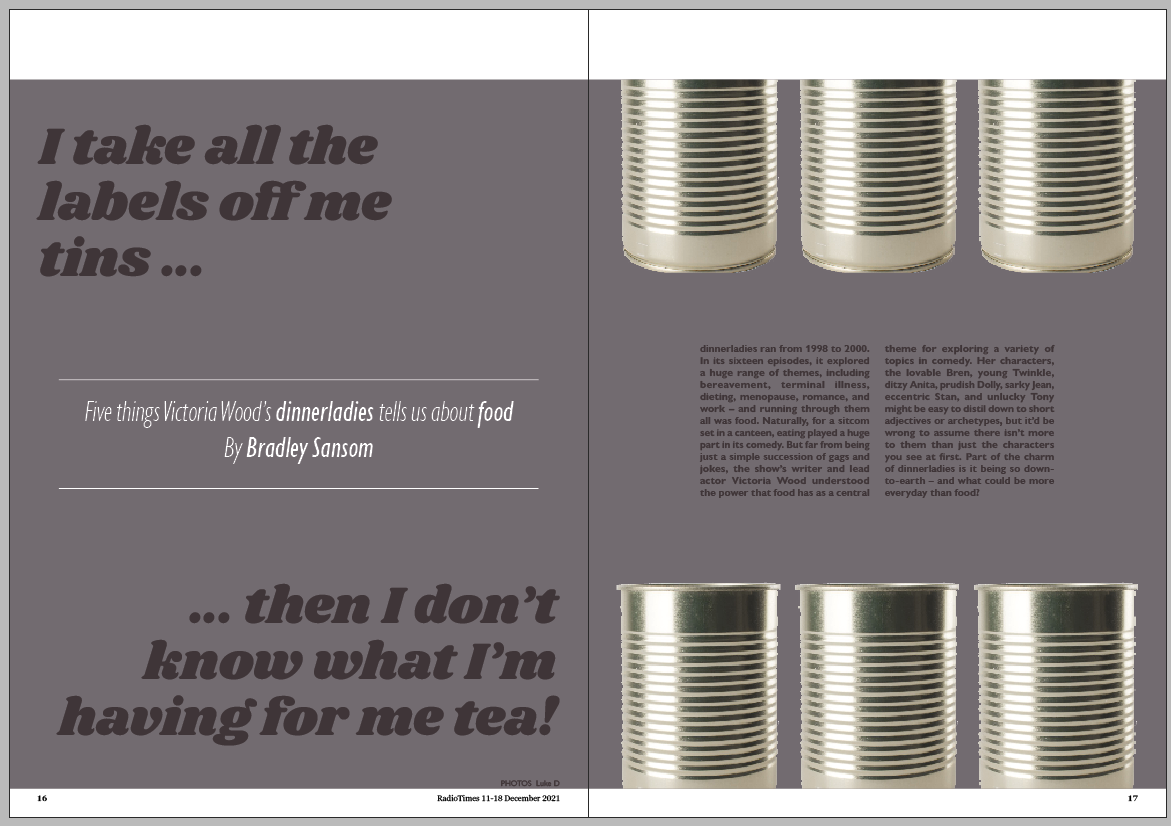 I take all the
labels off me
tins ...
Five things Victoria Wood’s dinnerladies tells us about food
By Bradley Sansom
... then I don’t
know what I’m
having for me tea!
PHOTOS Luke D
16
RadioTimes 11-18 December 2021
dinnerladies ran from 1998 to 2000.
In its sixteen episodes, it explored
a huge range of themes, including
bereavement, terminal illness,
dieting, menopause, romance, and
work – and running through them
all was food. Naturally, for a sitcom
set in a canteen, eating played a huge
part in its comedy. But far from being
just a simple succession of gags and
jokes, the show’s writer and lead
actor Victoria Wood understood
the power that food has as a central
theme for exploring a variety of
topics in comedy. Her characters,
the lovable Bren, young Twinkle,
ditzy Anita, prudish Dolly, sarky Jean,
eccentric Stan, and unlucky Tony
might be easy to distil down to short
adjectives or archetypes, but it’d be
wrong to assume there isn’t more
to them than just the characters
you see at first. Part of the charm
of dinnerladies is it being so down-
to-earth – and what could be more
everyday than food?
17